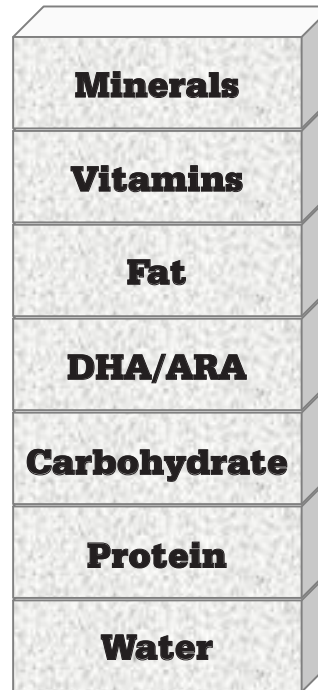 Minerals
Vitamins
Fat
DHA/ARA
Carbohydrate
Protein
Water